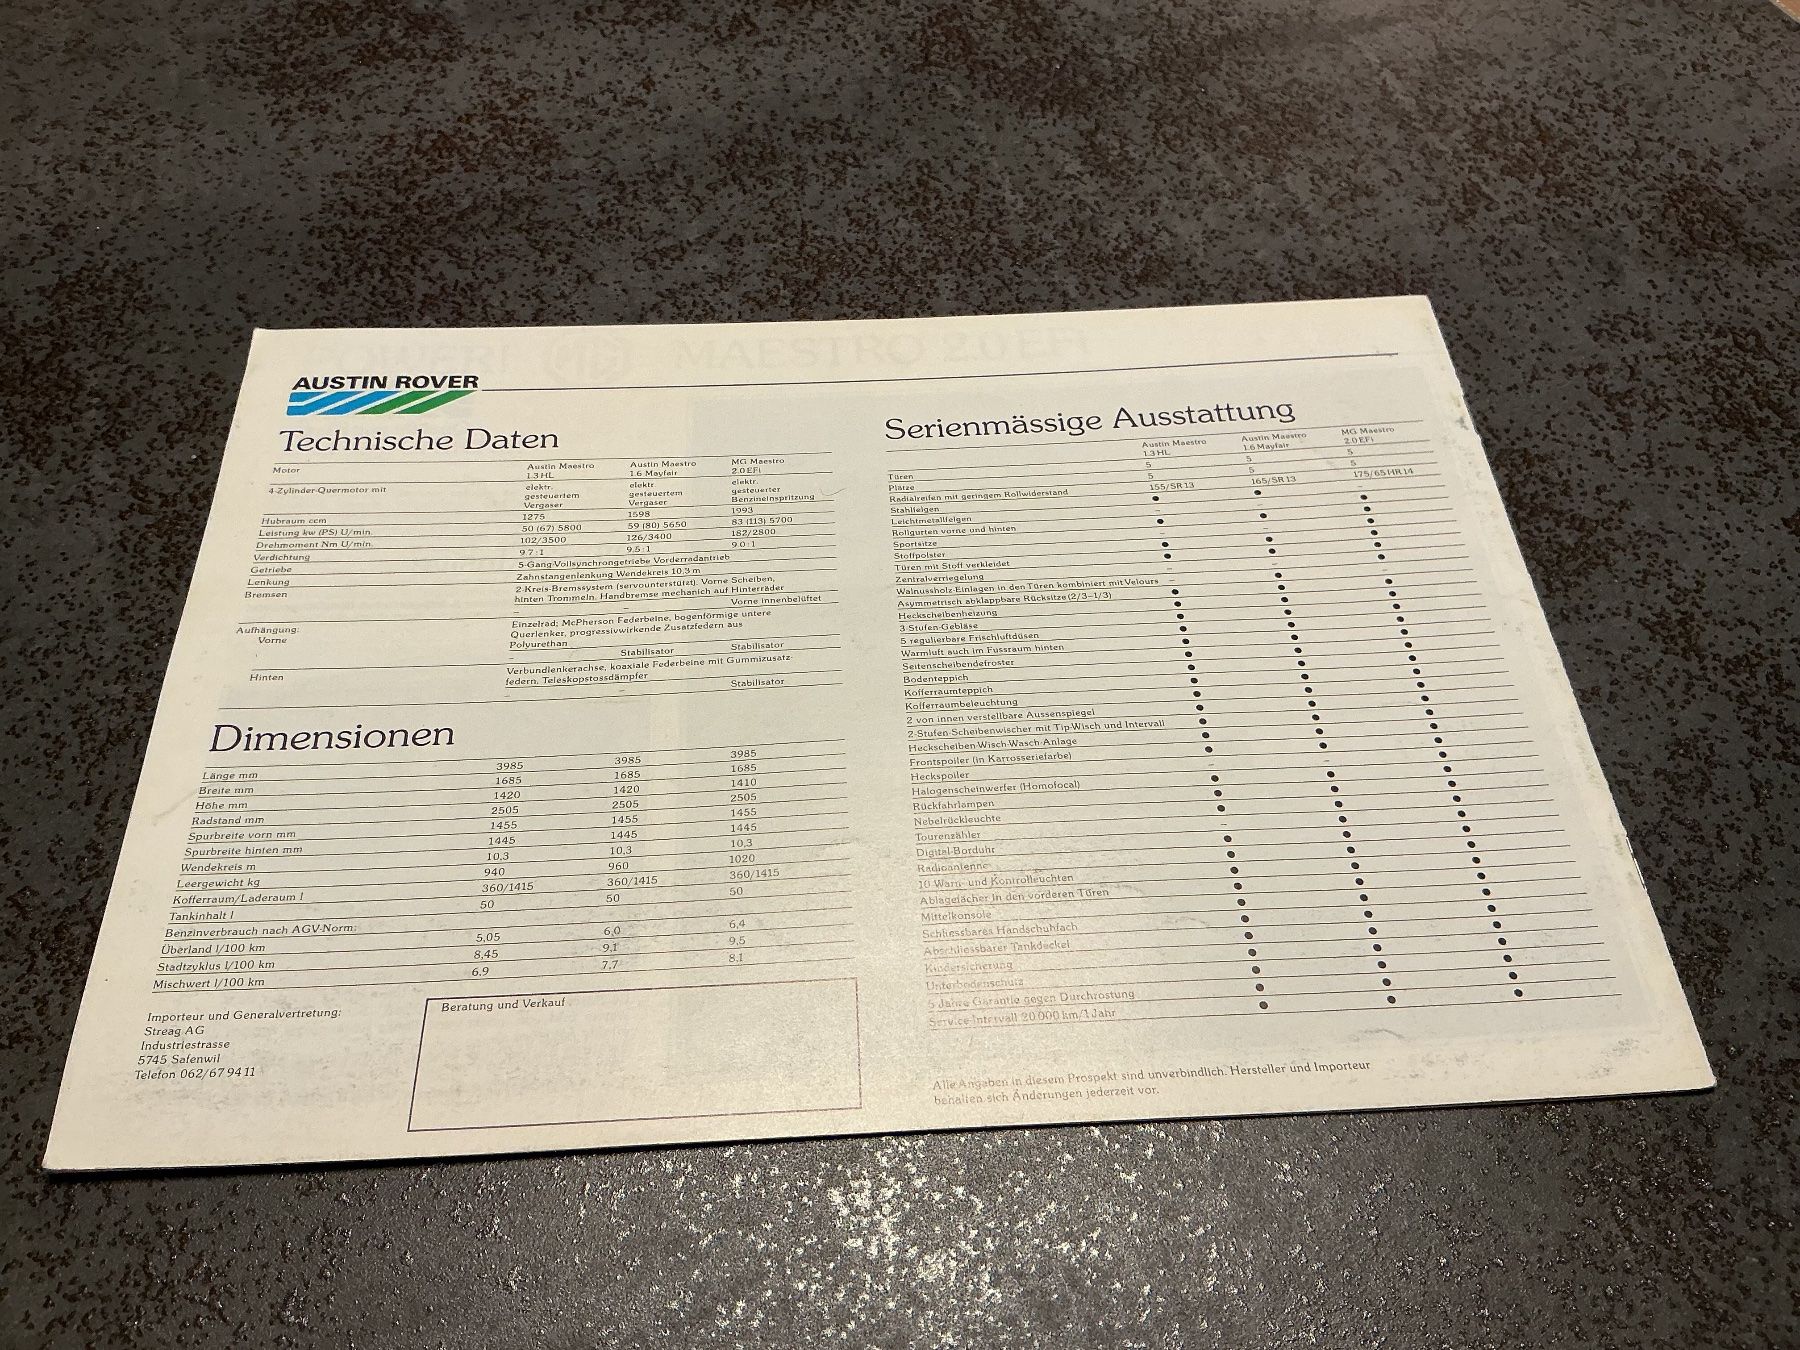 AUSTIN ROVER
Technische Daten
Motor Austin Maestro 1.3 HL Austin Maestro 1.6 Mayfair MG Maestro 2.0 EFi
4-Zylinder-Quermotor mit elektr. gesteuertem Vergaser elektr. gesteuertem Vergaser elektr. gesteuerter Benzineinspritzung
Hubraum ccm 1275 1598 1993
Leistung kw (PS) U/min. 50 (67) 5800 59 (80) 5650 83 (113) 5700
Drehmoment Nm U/min. 102/3500 126/3400 182/2800
Verdichtung 9.7:1 9.5:1 9.0:1
Getriebe 5-Gang-Vollsynchrongetriebe Vorderradantrieb
Lenkung Zahnstangenlenkung Wendekreis 10,3 m
Bremsen 2-Kreis-Bremssystem (servounterstützt). Vorne Scheiben,
hinten Trommeln. Handbremse mechanich auf Hinterräder
– – Vorne innenbelüftet
Aufhängung:
Vorne Einzelrad; McPherson Federbeine, bogenförmige untere
Querlenker, progressivwirkende Zusatzfedern aus
Polyurethan
Stabilisator Stabilisator
Hinten Verbundlenkerachse, koaxiale Federbeine mit Gummizusatz-
federn, Teleskopstossdämpfer
– – Stabilisator
Dimensionen
Länge mm 3985 3985 3985
Breite mm 1685 1685 1685
Höhe mm 1420 1420 1410
Radstand mm 2505 2505 2505
Spurbreite vorn mm 1455 1455 1455
Spurbreite hinten mm 1445 1445 1445
Wendekreis m 10,3 10,3 10,3
Leergewicht kg 940 960 1020
Kofferraum/Laderaum l 360/1415 360/1415 360/1415
Tankinhalt l 50 50 50
Benzinverbrauch nach AGV-Norm:
Überland l/100 km 5,05 6,0 6,4
Stadtzyklus l/100 km 8,45 9,1 9,5
Mischwert l/100 km 6,9 7,7 8,1
Importeur und Generalvertretung:
Streag AG
Industriestrasse
5745 Safenwil
Telefon 062/67 94 11
Beratung und Verkauf
Serienmässige Ausstattung
Austin Maestro 1.3 HL Austin Maestro 1.6 Mayfair MG Maestro 2.0 EFi
Türen 5 5 5
Plätze 5 5 5
Radialreifen mit geringem Rollwiderstand 155/SR 13 165/SR 13 175/65 HR 14
Stahlfelgen
Leichtmetallfelgen
Rollgurten vorne und hinten
Sportsitze
Stoffpolster
Türen mit Stoff verkleidet
Zentralverriegelung
Walnussholz-Einlagen in den Türen kombiniert mit Velours
Asymmetrisch abklappbare Rücksitze (2/3–1/3)
Heckscheibenheizung
3-Stufen-Gebläse
5 regulierbare Frischluftdüsen
Warmluft auch im Fussraum hinten
Seitenscheibendefroster
Bodenteppich
Kofferraumteppich
Kofferraumbeleuchtung
2 von innen verstellbare Aussenspiegel
2-Stufen-Scheibenwischer mit Tip-Wisch und Intervall
Heckscheiben-Wisch-Wasch-Anlage
Frontspoiler (in Karrosseriefarbe)
Heckspoiler
Halogenscheinwerfer (Homofocal)
Rückfahrlampen
Nebelrückleuchte
Tourenzähler
Digital-Borduhr
Radioantenne
10 Warn- und Kontrolleuchten
Ablagefächer in den vorderen Türen
Mittelkonsole
Schliessbares Handschuhfach
Abschliessbarer Tankdeckel
Kindersicherung
Unterbodenschutz
5 Jahre Garantie gegen Durchrostung
Service-Intervall 20 000 km/1 Jahr
Alle Angaben in diesem Prospekt sind unverbindlich. Hersteller und Importeur
behalten sich Änderungen jederzeit vor.